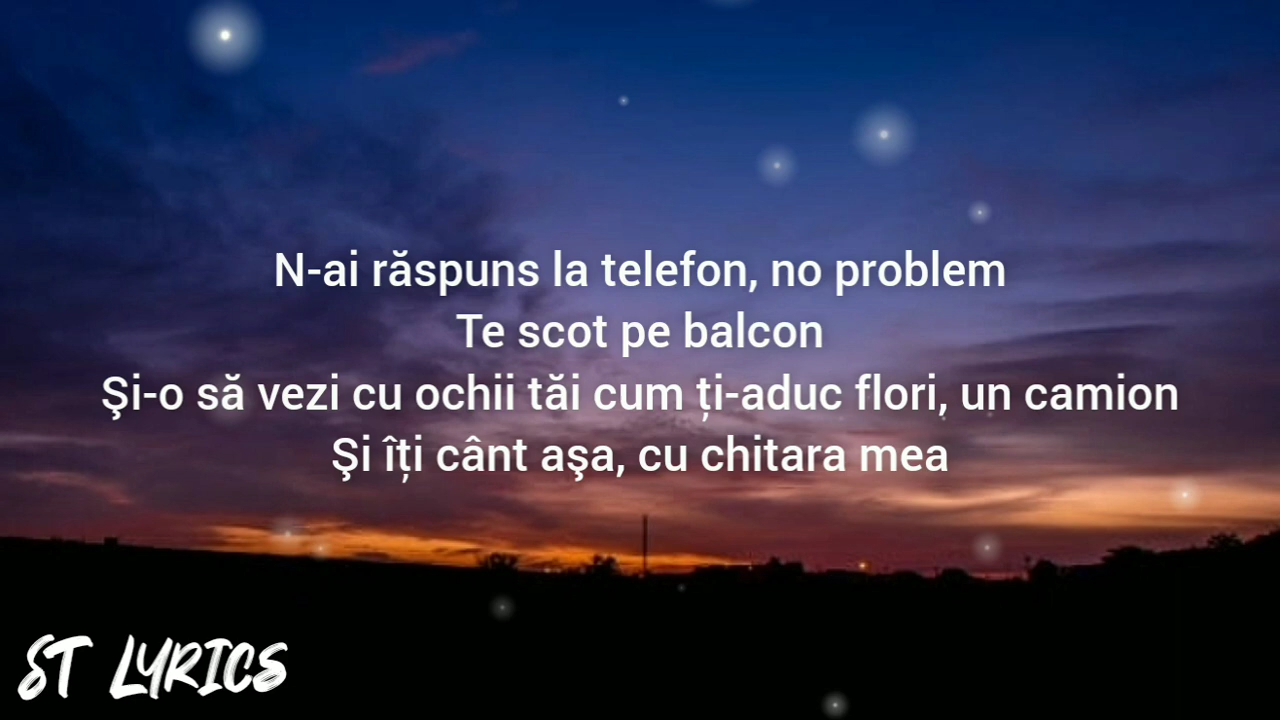 N-ai răspuns la telefon, no problem
Te scot pe balcon
Şi-o să vezi cu ochii tăi cum ți-aduc flori, un camion
Şi îți cânt aşa, cu chitara mea
ST LYRICS